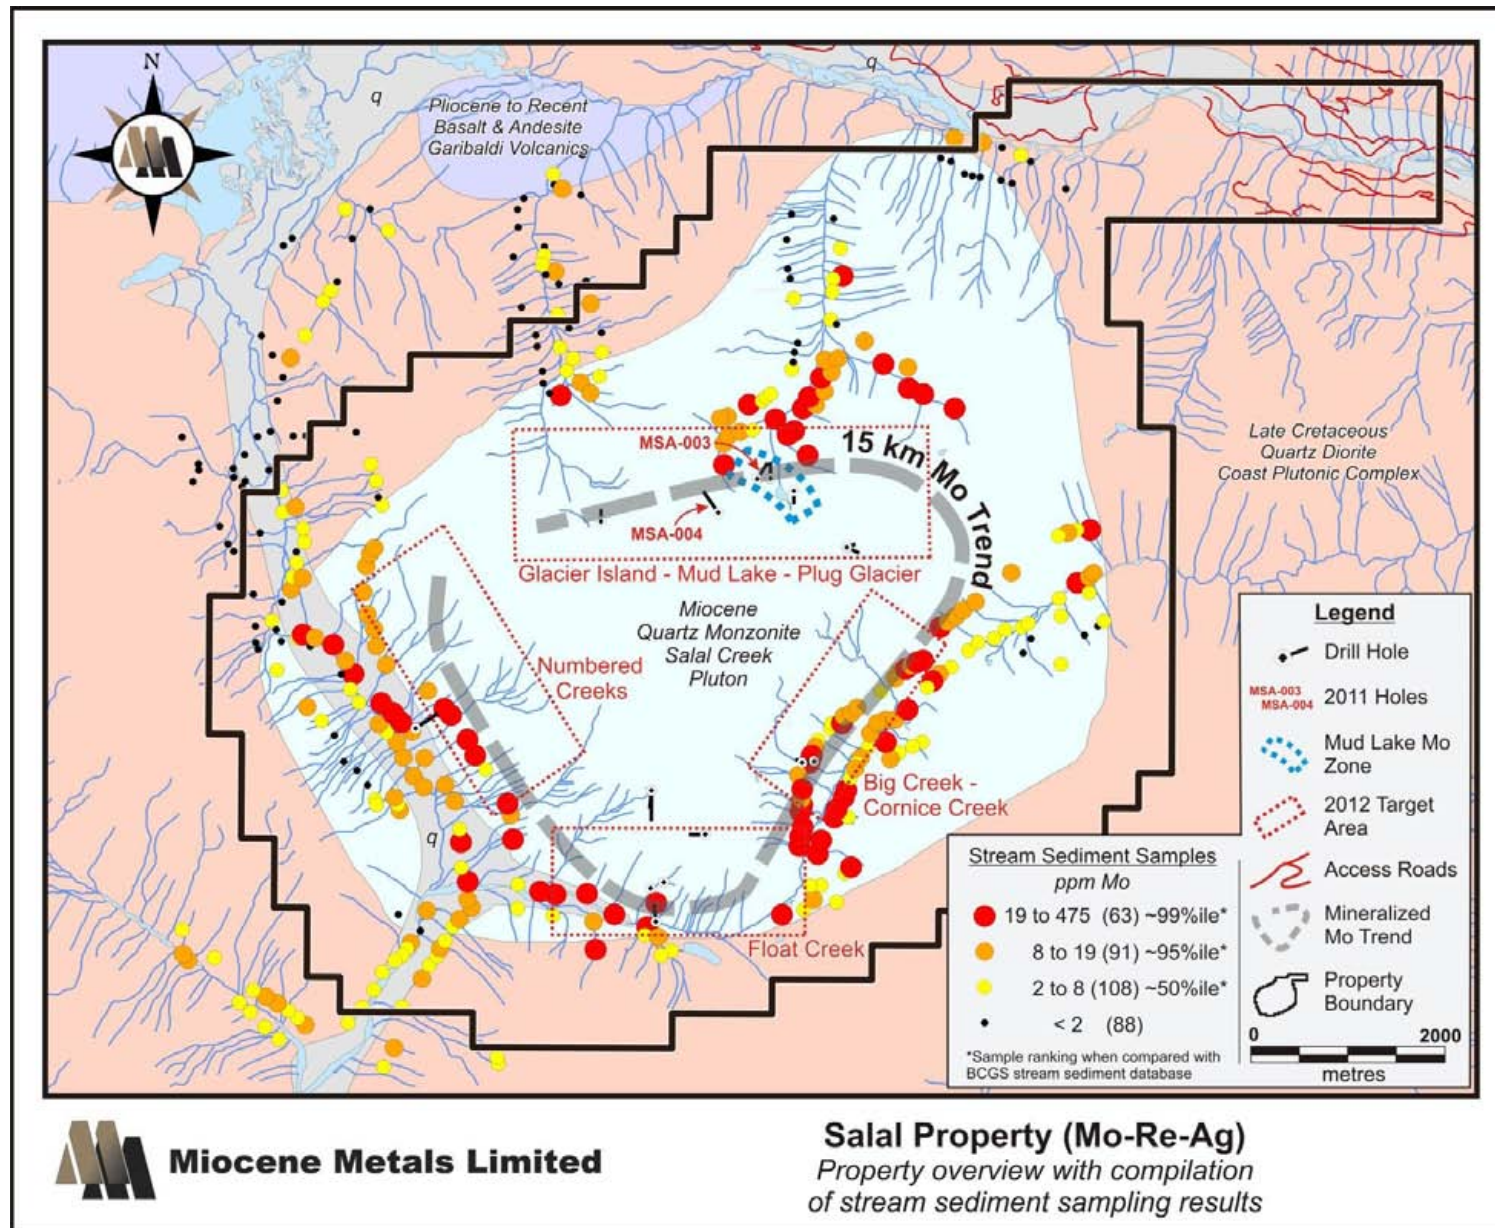 N
q
q
Pliocene to Recent
Basalt & Andesite
Garibaldi Volcanics
MSA-003
15 km Mo Trend
MSA-004
Late Cretaceous
Quartz Diorite
Coast Plutonic Complex
Glacier Island - Mud Lake - Plug Glacier
Miocene
Quartz Monzonite
Salal Creek
Pluton
Numbered
Creeks
Big Creek -
Cornice Creek
q
Float Creek
Legend
Drill Hole
MSA-003
MSA-004
2011 Holes
Mud Lake Mo
Zone
2012 Target
Area
Access Roads
Mineralized
Mo Trend
Property
Boundary
0 2000
metres
Stream Sediment Samples
ppm Mo
19 to 475 (63) ~99%ile*
8 to 19 (91) ~95%ile*
2 to 8 (108) ~50%ile*
< 2 (88)
*Sample ranking when compared with
BCGS stream sediment database
Miocene Metals Limited
Salal Property (Mo-Re-Ag)
Property overview with compilation
of stream sediment sampling results